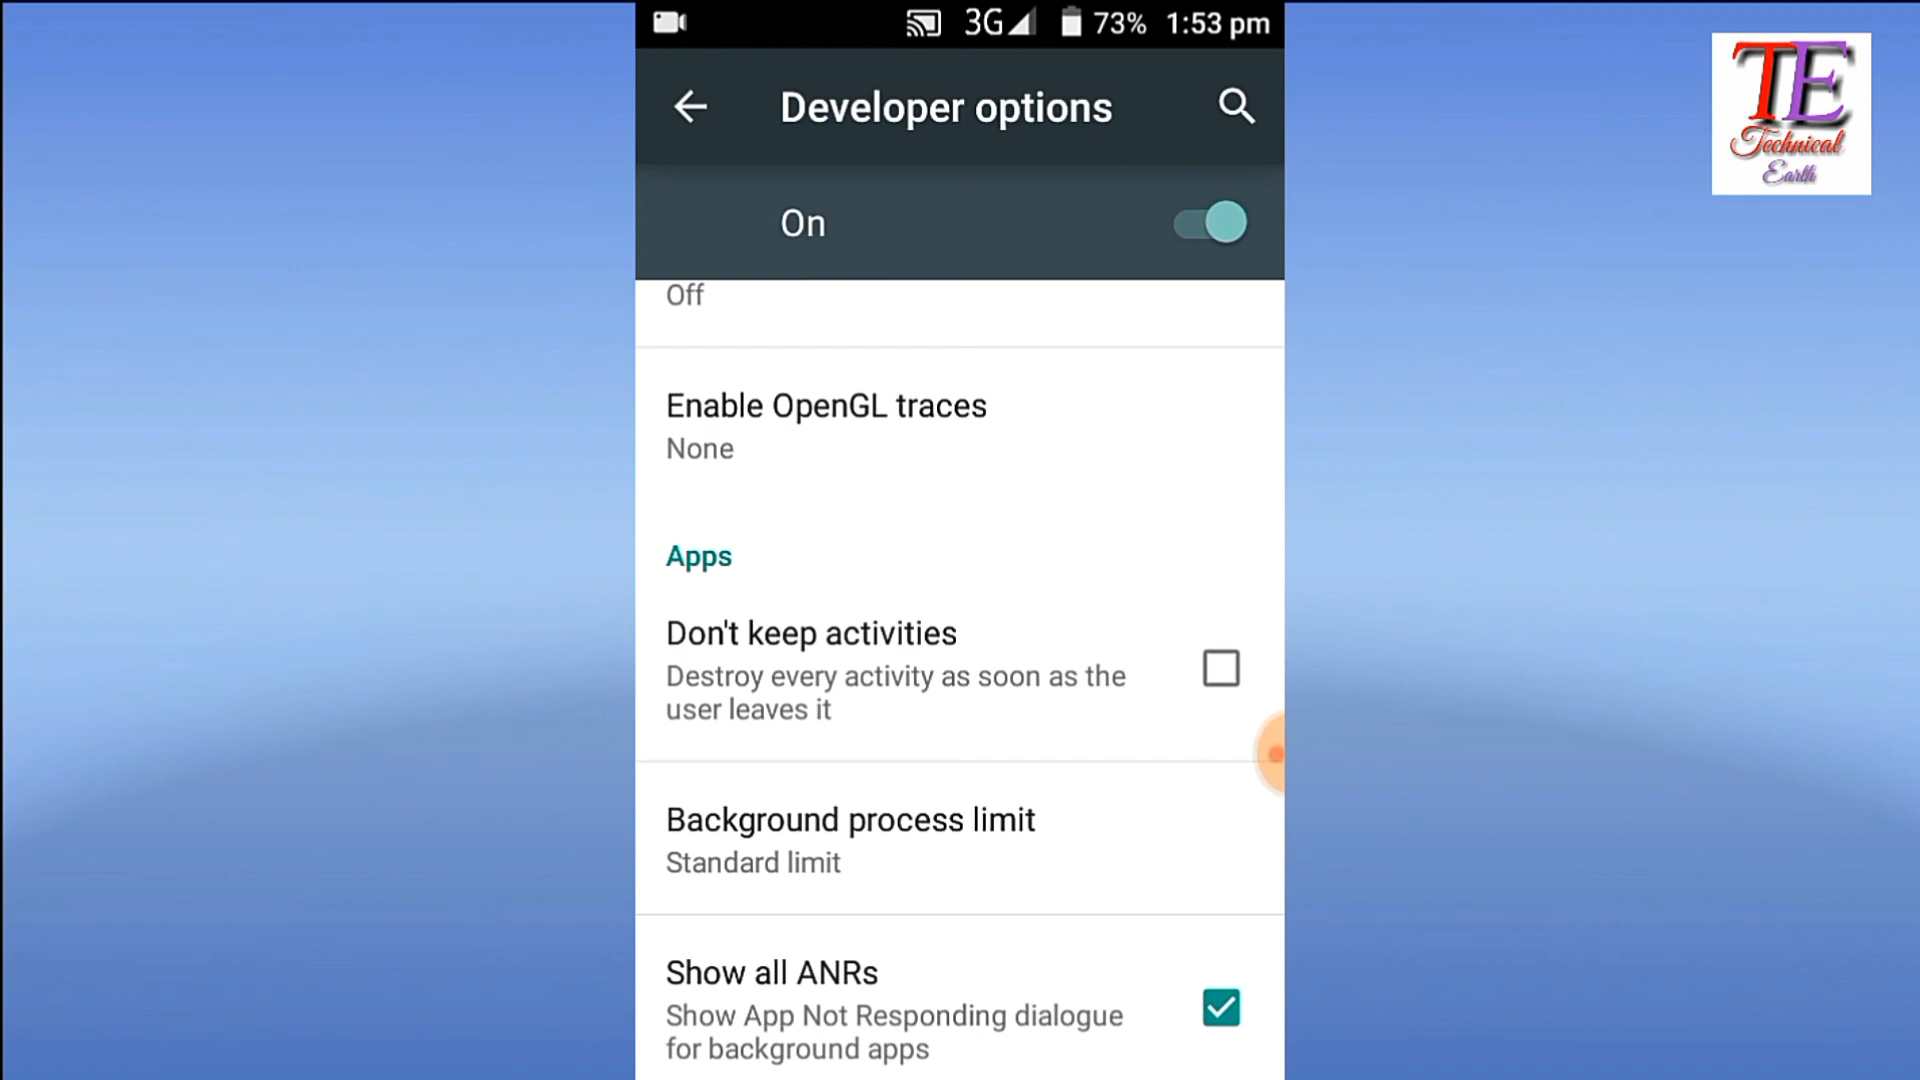 3G 73% 1:53 pm
Developer options
On
Off
Enable OpenGL traces
None
Apps
Don't keep activities
Destroy every activity as soon as the
user leaves it
Background process limit
Standard limit
Show all ANRs
Show App Not Responding dialogue
for background apps
TE
Technical
Earth